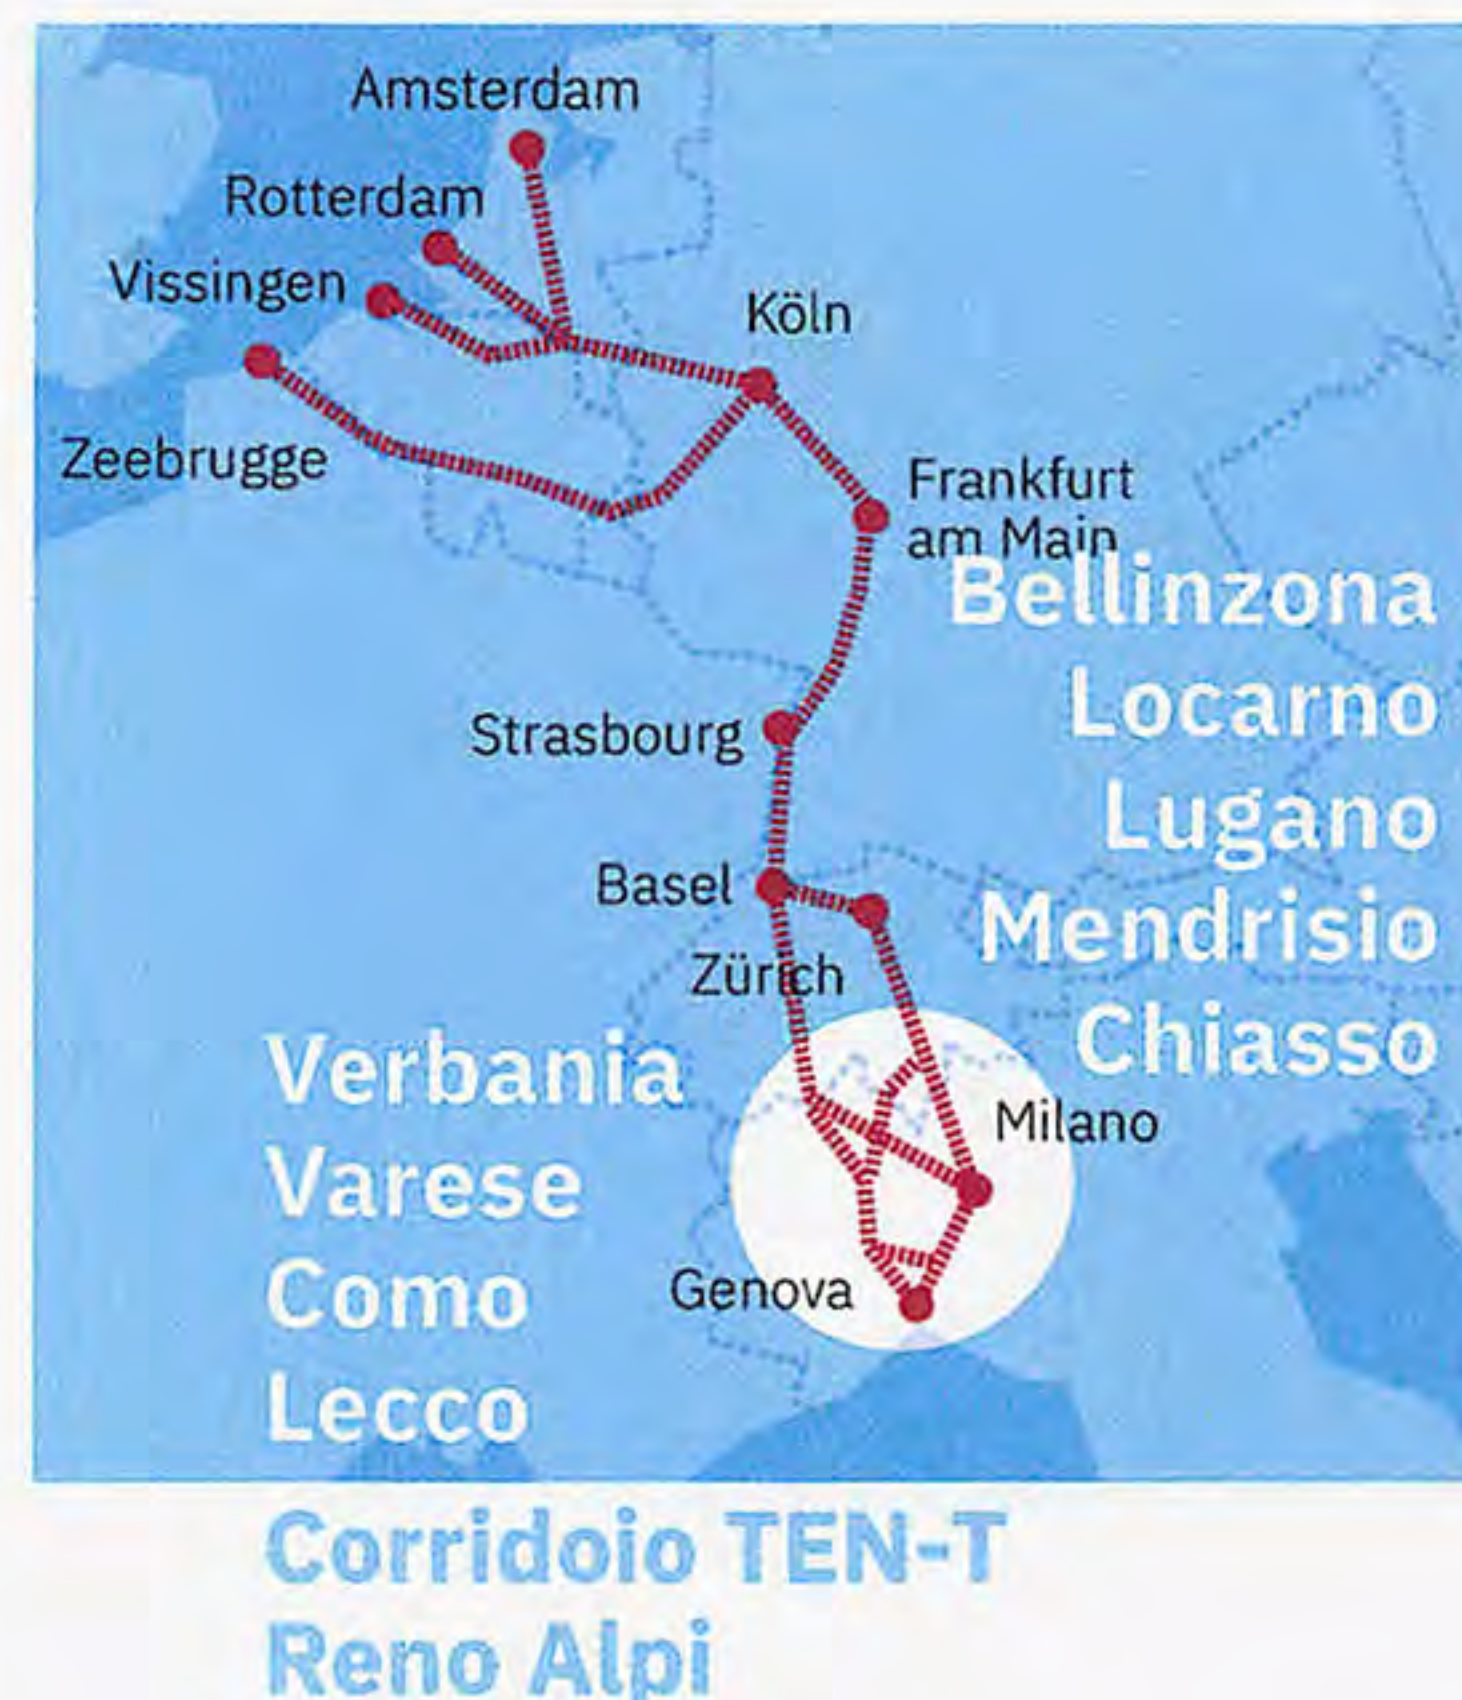 Amsterdam
Rotterdam
Vissingen
Köln
Zeebrugge
Frankfurt
am Main
Bellinzona
Locarno
Strasbourg
Lugano
Basel
Mendrisio
Zürich
Chiasso
Verbania
Milano
Varese
Genova
Como
Lecco
Corridoio TEN-T
Reno Alpi